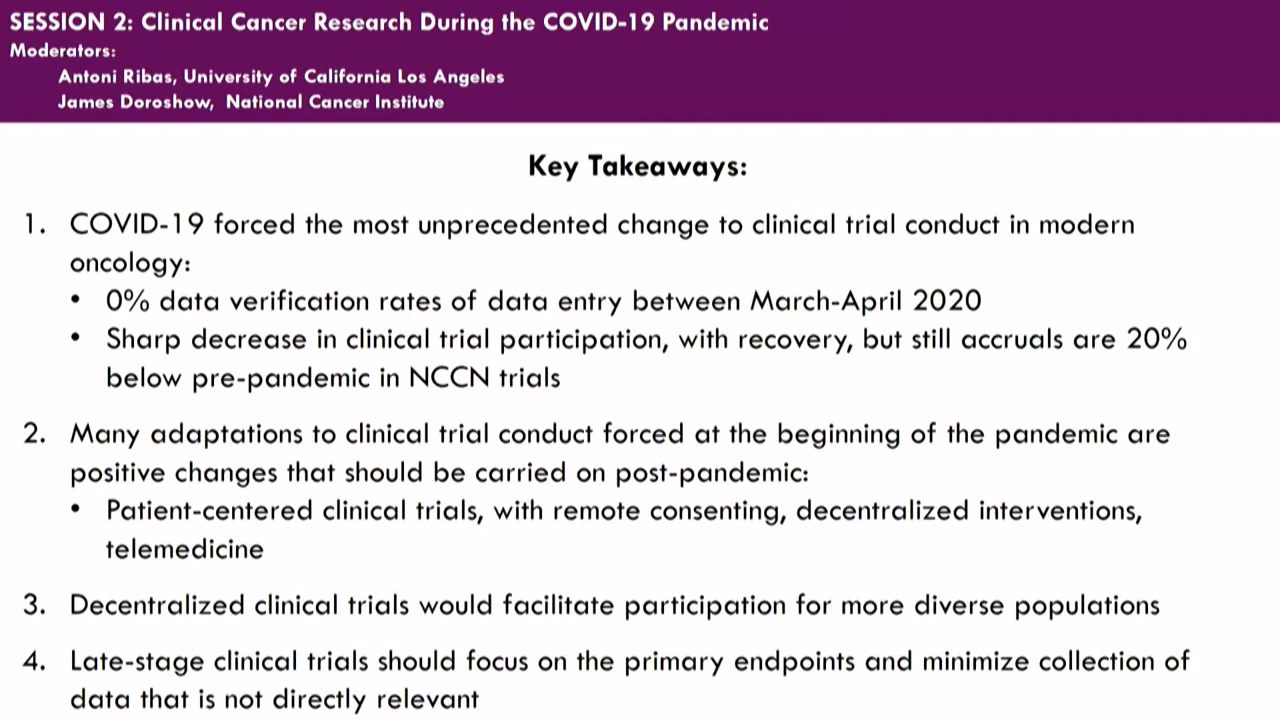 SESSION 2: Clinical Cancer Research During the COVID-19 Pandemic
Moderators:
Antoni Ribas, University of California Los Angeles
James Doroshow, National Cancer Institute
Key Takeaways:
1. COVID-19 forced the most unprecedented change to clinical trial conduct in modern
oncology:
• 0% data verification rates of data entry between March-April 2020
• Sharp decrease in clinical trial participation, with recovery, but still accruals are 20%
below pre-pandemic in NCCN trials
2. Many adaptations to clinical trial conduct forced at the beginning of the pandemic are
positive changes that should be carried on post-pandemic:
• Patient-centered clinical trials, with remote consenting, decentralized interventions,
telemedicine
3. Decentralized clinical trials would facilitate participation for more diverse populations
4. Late-stage clinical trials should focus on the primary endpoints and minimize collection of
data that is not directly relevant